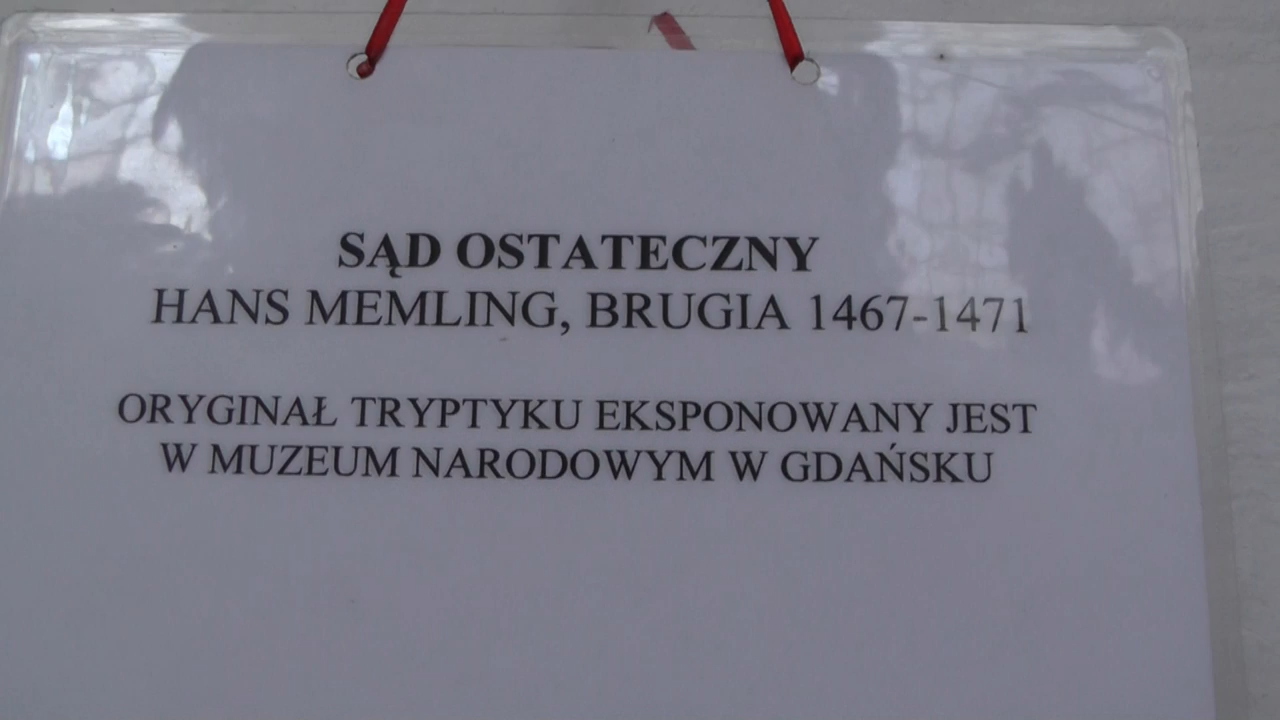 SĄD OSTATECZNY
HANS MEMLING, BRUGIA 1467-1471
ORYGINAŁ TRYPTYKU EKSPONOWANY JEST
W MUZEUM NARODOWYM W GDAŃSKU